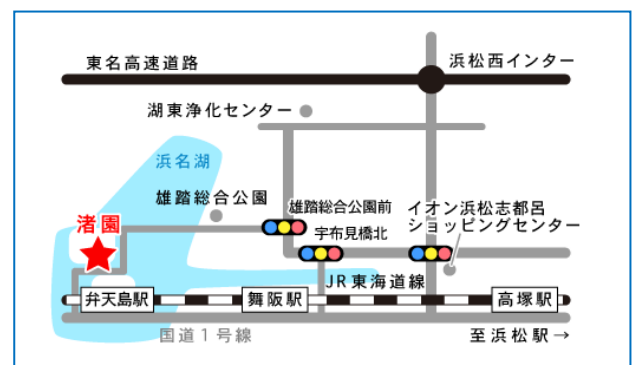 東名高速道路
浜松西インター
湖東浄化センター
浜名湖
雄踏総合公園
雄踏総合公園前
イオン浜松志都呂
ショッピングセンター
渚園
宇布見橋北
JR東海道線
弁天島駅
舞阪駅
高塚駅
国道1号線
至浜松駅→